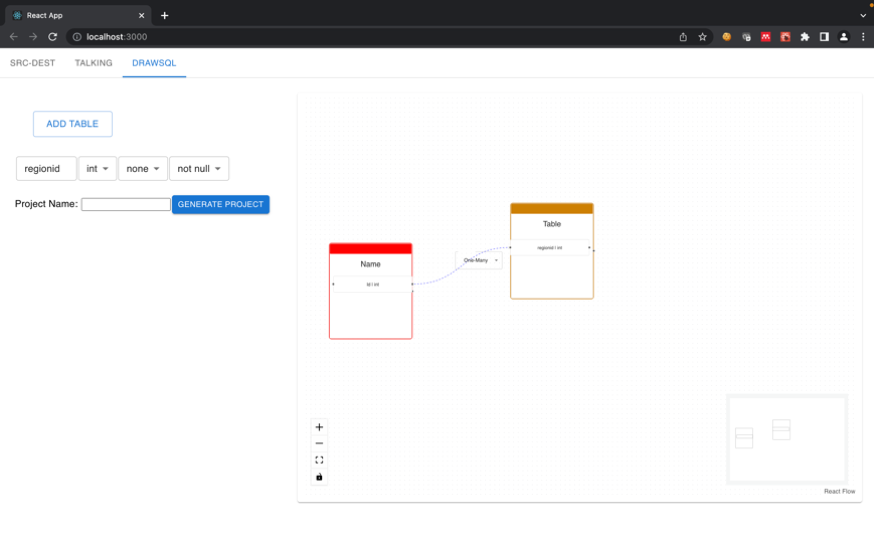 React App
localhost:3000
SRC-DEST TALKING DRAWSQL
ADD TABLE
regionid int none not null
Project Name: GENERATE PROJECT
Table
regionid | int
One-Many
Name
id | int
React Flow